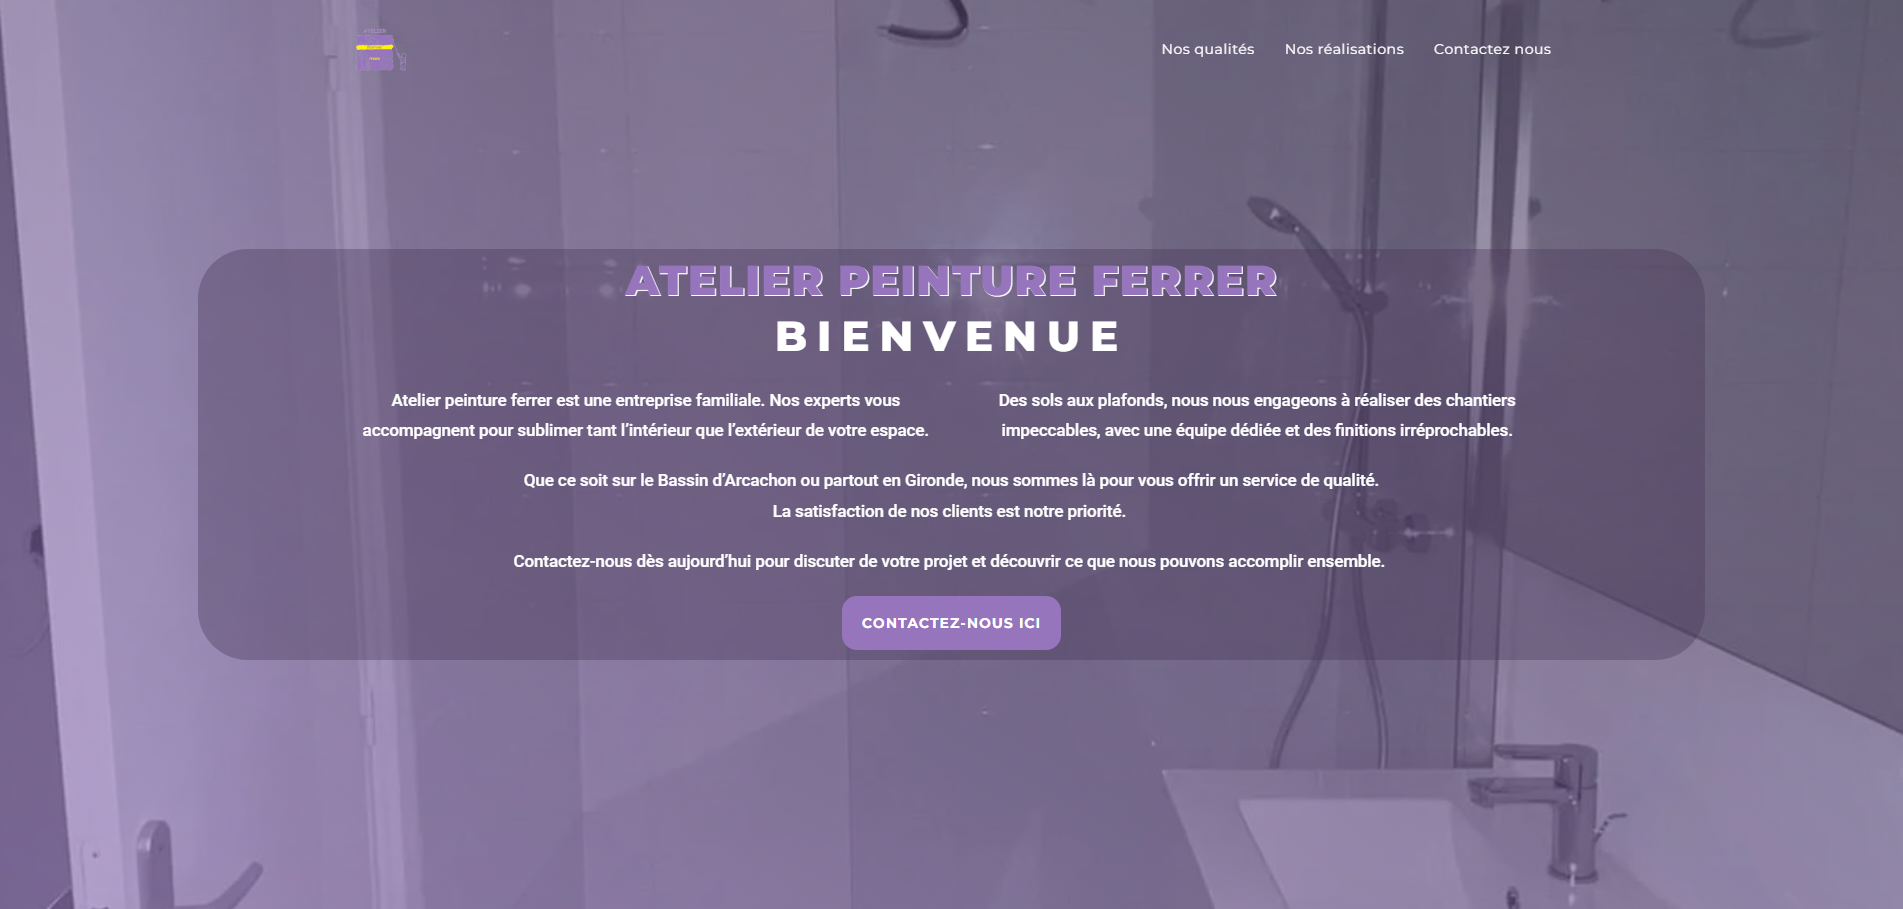 ATELIER
Nos qualités
Nos réalisations
Contactez nous
ATELIER PEINTURE FERRER
BIENVENUE
Atelier peinture ferrer est une entreprise familiale. Nos experts vous
accompagnent pour sublimer tant l’intérieur que l’extérieur de votre espace.
Des sols aux plafonds, nous nous engageons à réaliser des chantiers
impeccables, avec une équipe dédiée et des finitions irréprochables.
Que ce soit sur le Bassin d’Arcachon ou partout en Gironde, nous sommes là pour vous offrir un service de qualité.
La satisfaction de nos clients est notre priorité.
Contactez-nous dès aujourd’hui pour discuter de votre projet et découvrir ce que nous pouvons accomplir ensemble.
CONTACTEZ-NOUS ICI